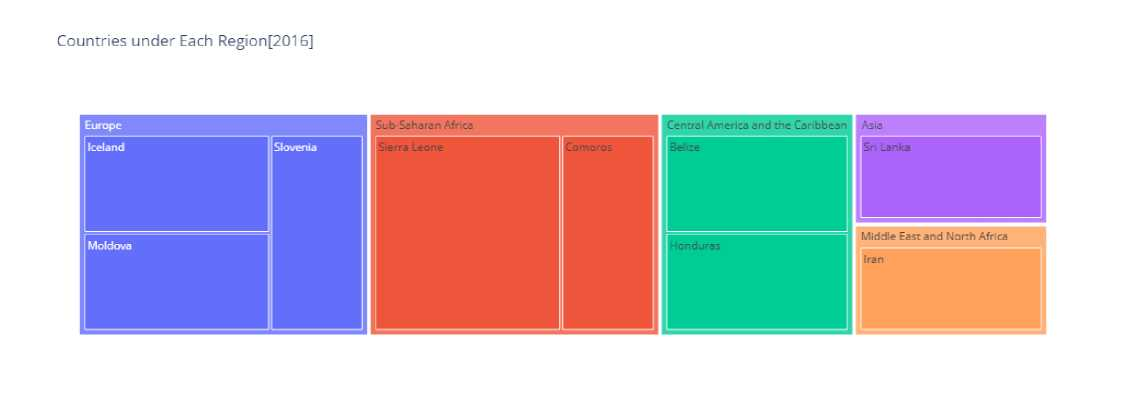 Countries under Each Region[2016]
Europe
Iceland
Slovenia
Moldova
Sub-Saharan Africa
Sierra Leone
Comoros
Central America and the Caribbean
Belize
Honduras
Asia
Sri Lanka
Middle East and North Africa
Iran